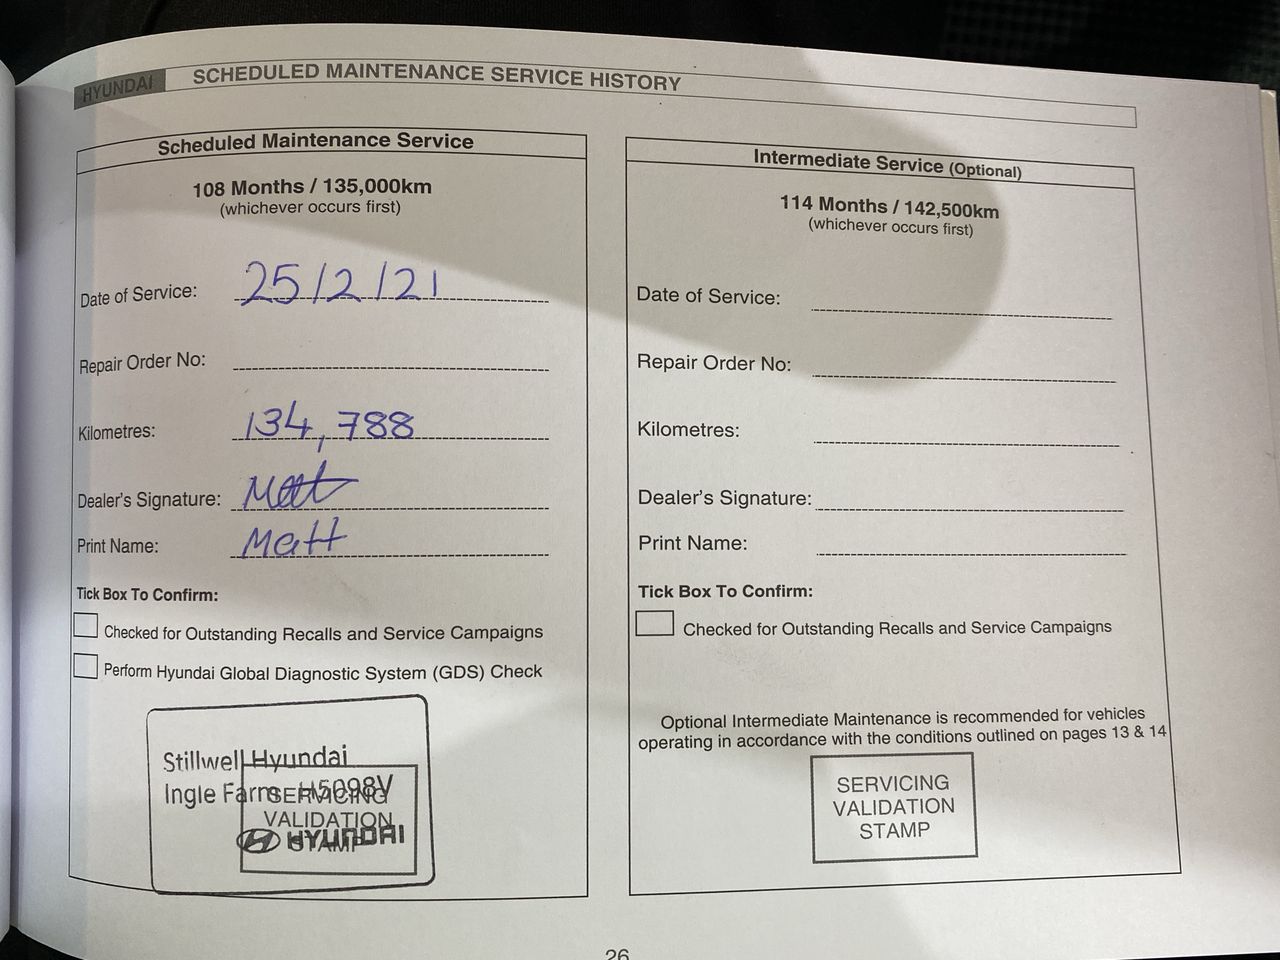 HYUNDAI
SCHEDULED MAINTENANCE SERVICE HISTORY
Scheduled Maintenance Service
108 Months / 135,000km
(whichever occurs first)
Date of Service: 25/2/21
Repair Order No:
Kilometres: 134,788
Dealer's Signature: Matt
Print Name: Matt
Tick Box To Confirm:
Checked for Outstanding Recalls and Service Campaigns
Perform Hyundai Global Diagnostic System (GDS) Check
Stillwell Hyundai
Ingle Farm H5098V
HYUNDAI
SERVICING
VALIDATION
STAMP
Intermediate Service (Optional)
114 Months / 142,500km
(whichever occurs first)
Date of Service:
Repair Order No:
Kilometres:
Dealer's Signature:
Print Name:
Tick Box To Confirm:
Checked for Outstanding Recalls and Service Campaigns
Optional Intermediate Maintenance is recommended for vehicles
operating in accordance with the conditions outlined on pages 13 & 14
SERVICING
VALIDATION
STAMP
26